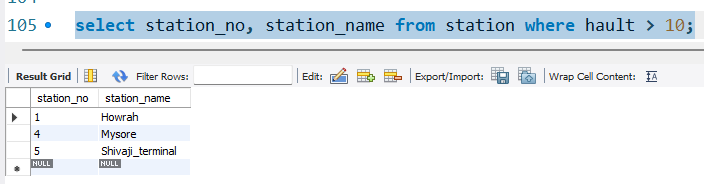 105 select station_no, station_name from station where hault > 10;
Result Grid Filter Rows: Edit: Export/Import: Wrap Cell Content: IA
station_no station_name
1 Howrah
4 Mysore
5 Shivaji_terminal
NULL NULL